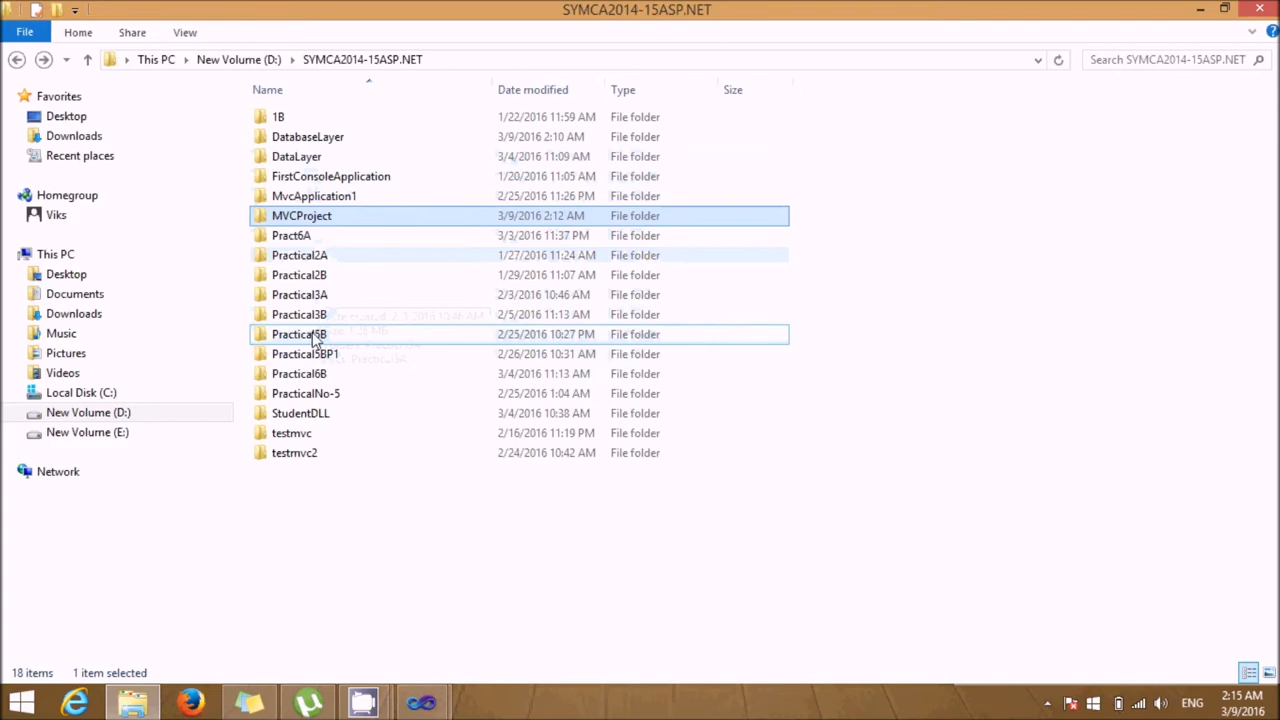 SYMCA2014-15ASP.NET
File Home Share View
This PC New Volume (D:) SYMCA2014-15ASP.NET Search SYMCA2014-15ASP.NET
Name Date modified Type Size
Favorites
Desktop
Downloads
Recent places
Homegroup
Viks
This PC
Desktop
Documents
Downloads
Music
Pictures
Videos
Local Disk (C:)
New Volume (D:)
New Volume (E:)
Network
1B 1/22/2016 11:59 AM File folder
DatabaseLayer 3/9/2016 2:10 AM File folder
DataLayer 3/4/2016 11:09 AM File folder
FirstConsoleApplication 1/20/2016 11:05 AM File folder
MvcApplication1 2/25/2016 11:26 PM File folder
MVCProject 3/9/2016 2:12 AM File folder
Pract6A 3/3/2016 11:37 PM File folder
Practical2A 1/27/2016 11:24 AM File folder
Practical2B 1/29/2016 11:07 AM File folder
Practical3A 2/3/2016 10:46 AM File folder
Practical3B 2/5/2016 11:13 AM File folder
Practical5B 2/25/2016 10:27 PM File folder
Practical5BP1 2/26/2016 10:31 AM File folder
Practical6B 3/4/2016 11:13 AM File folder
PracticalNo-5 2/25/2016 1:04 AM File folder
StudentDLL 3/4/2016 10:38 AM File folder
testmvc 2/16/2016 11:19 PM File folder
testmvc2 2/24/2016 10:42 AM File folder
18 items 1 item selected
ENG
2:15 AM
3/9/2016